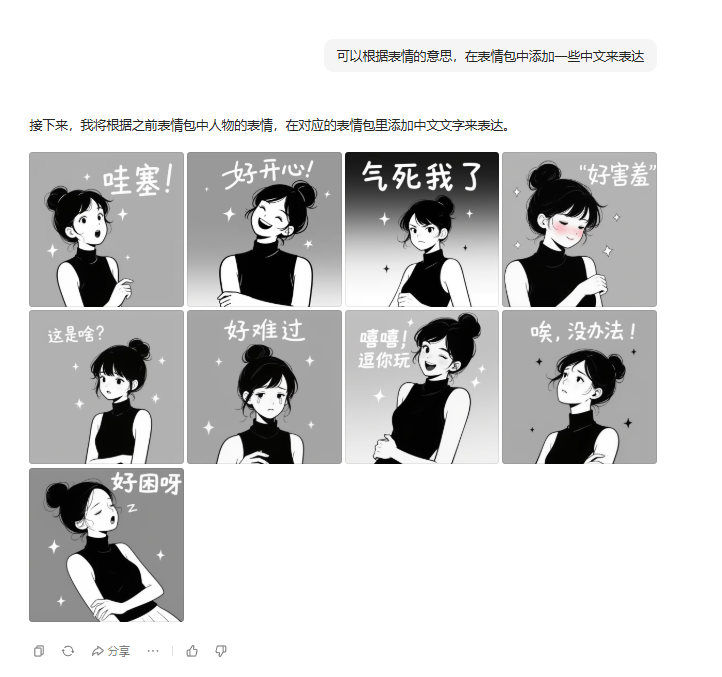 可以根据表情的意思，在表情包中添加一些中文来表达
接下来，我将根据之前表情包中人物的表情，在对应的表情包里添加中文文字来表达。
哇塞！
好开心！
气死我了
“好害羞”
这是啥？
好难过
嘻嘻！
逗你玩
唉，没办法！
好困呀
z
分享